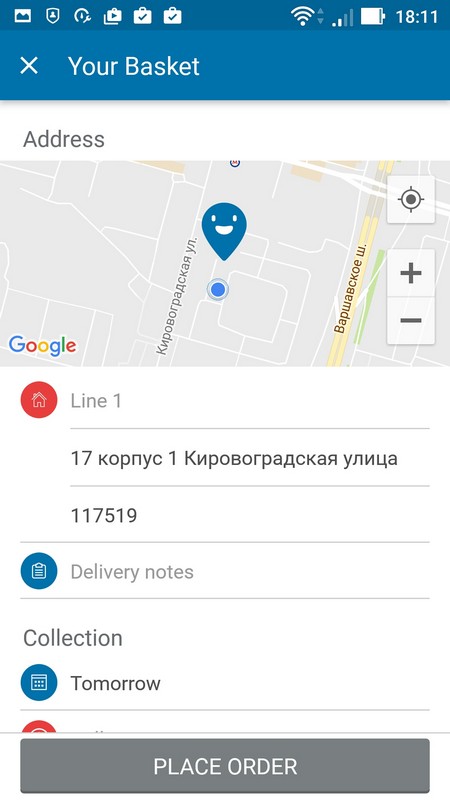 18:11
Your Basket
Address
Кировоградская ул.
Варшавское ш.
Google
Line 1
17 корпус 1 Кировоградская улица
117519
Delivery notes
Collection
Tomorrow
PLACE ORDER